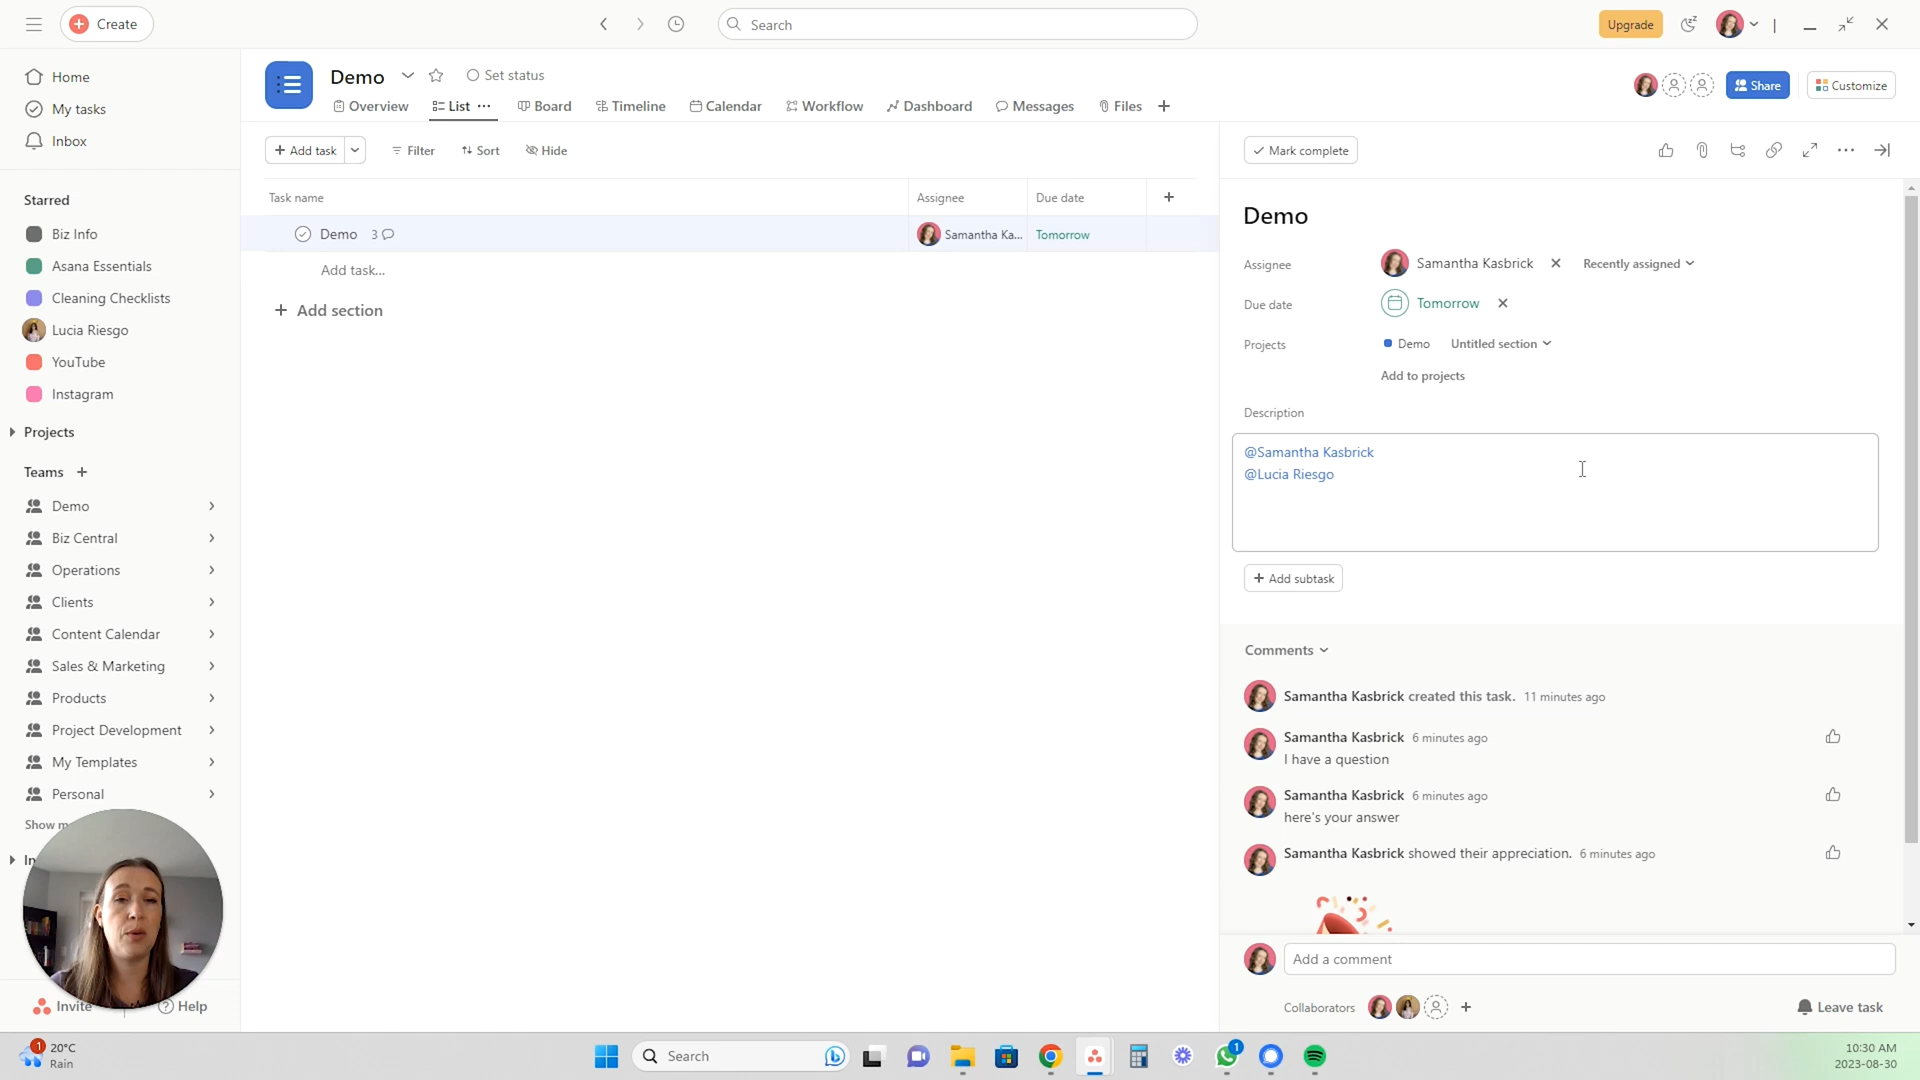 Create
Search
Upgrade
Home
My tasks
Inbox
Starred
Biz Info
Asana Essentials
Cleaning Checklists
Lucia Riesgo
YouTube
Instagram
Projects
Teams
Demo
Biz Central
Operations
Clients
Content Calendar
Sales & Marketing
Products
Project Development
My Templates
Personal
Show
Invite
Help
Demo
Set status
Overview
List
Board
Timeline
Calendar
Workflow
Dashboard
Messages
Files
Share
Customize
Add task
Filter
Sort
Hide
Task name
Assignee
Due date
Demo
3
Samantha Ka...
Tomorrow
Add task...
Add section
Mark complete
Demo
Assignee
Samantha Kasbrick
Recently assigned
Due date
Tomorrow
Projects
Demo
Untitled section
Add to projects
Description
@Samantha Kasbrick
@Lucia Riesgo
Add subtask
Comments
Samantha Kasbrick created this task. 11 minutes ago
Samantha Kasbrick 6 minutes ago
I have a question
Samantha Kasbrick 6 minutes ago
here's your answer
Samantha Kasbrick showed their appreciation. 6 minutes ago
Add a comment
Collaborators
Leave task
1
20°C
Rain
Search
1
10:30 AM
2023-08-30